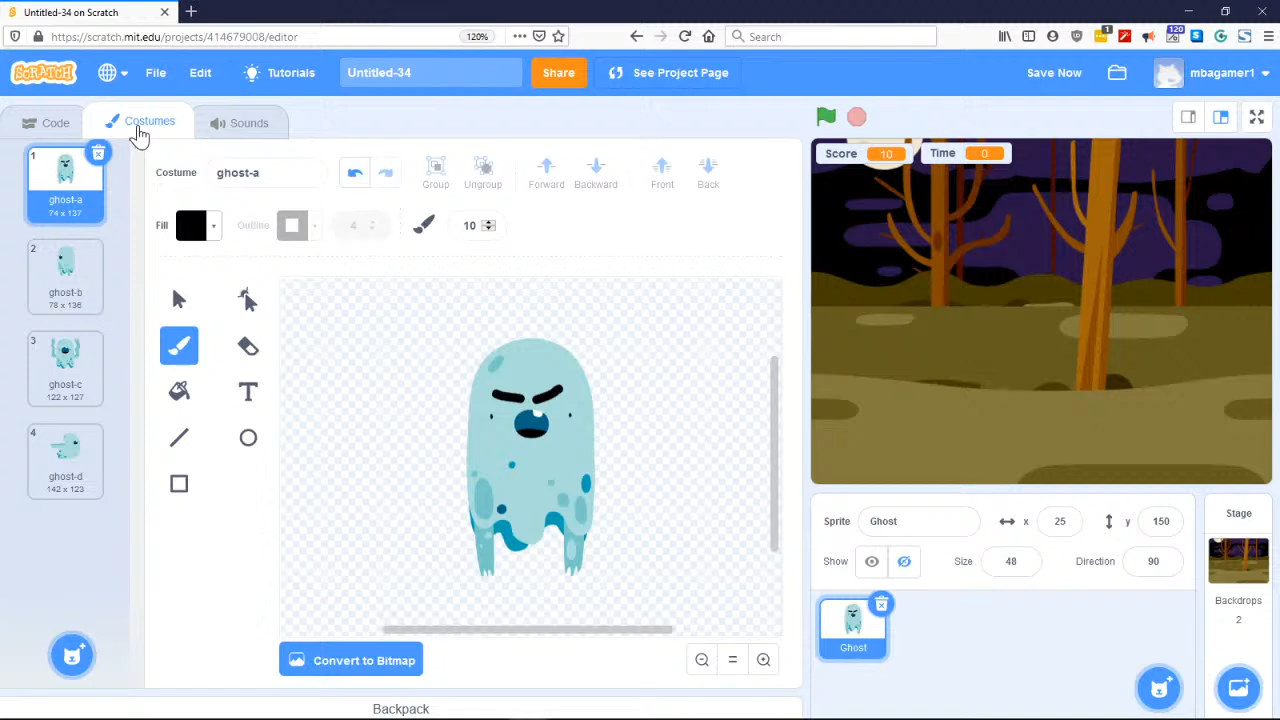 Untitled-34 on Scratch
https://scratch.mit.edu/projects/414679008/editor
120%
Search
1
120
SCRATCH
File
Edit
Tutorials
Untitled-34
Share
See Project Page
Save Now
mbagamer1
Code
Costumes
Sounds
1
ghost-a
74 x 137
2
ghost-b
78 x 136
3
ghost-c
122 x 127
4
ghost-d
142 x 123
Costume
ghost-a
Group
Ungroup
Forward
Backward
Front
Back
Fill
Outline
4
10
T
Convert to Bitmap
Backpack
Score 10
Time 0
Sprite
Ghost
x
25
y
150
Show
Size
48
Direction
90
Ghost
Stage
Backdrops
2